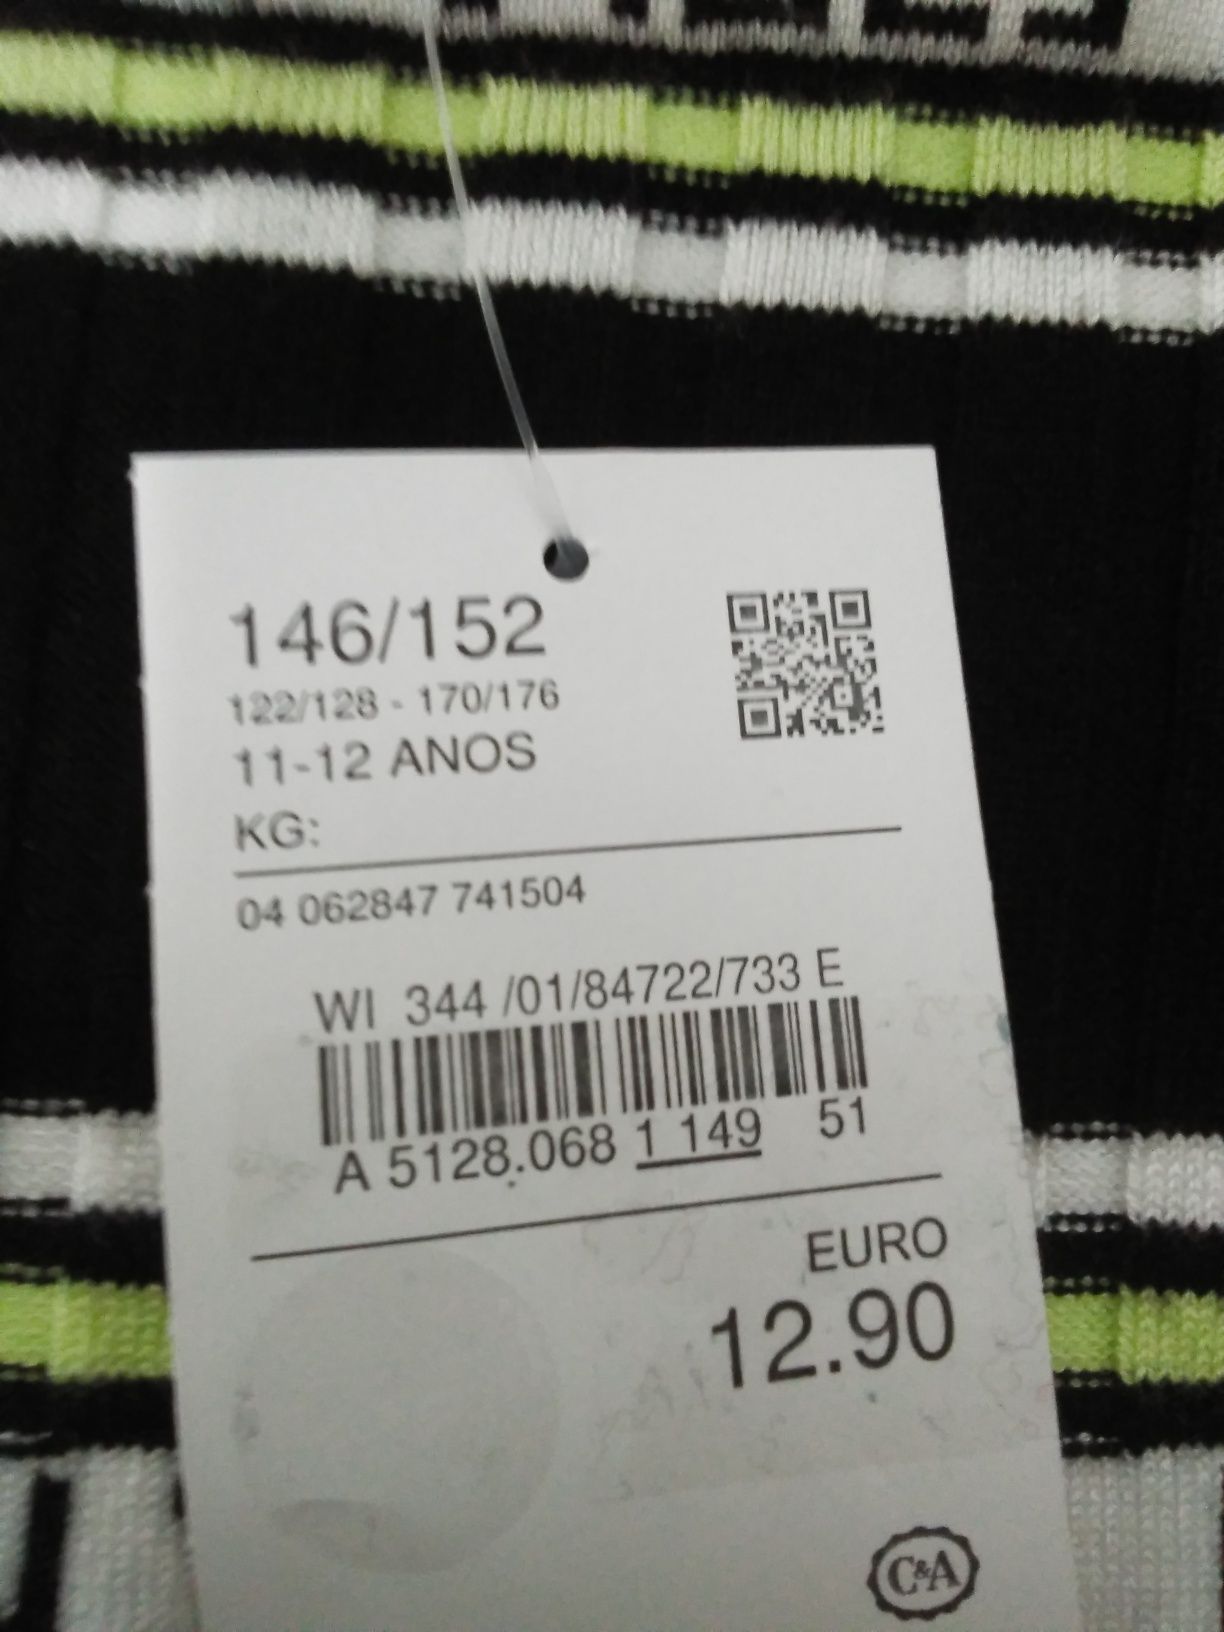 146/152
122/128 - 170/176
11-12 ANOS
KG:
04 062847 741504
WI 344 /01/84722/733 E
A 5128.068 1 149 51
EURO
12.90
C&A